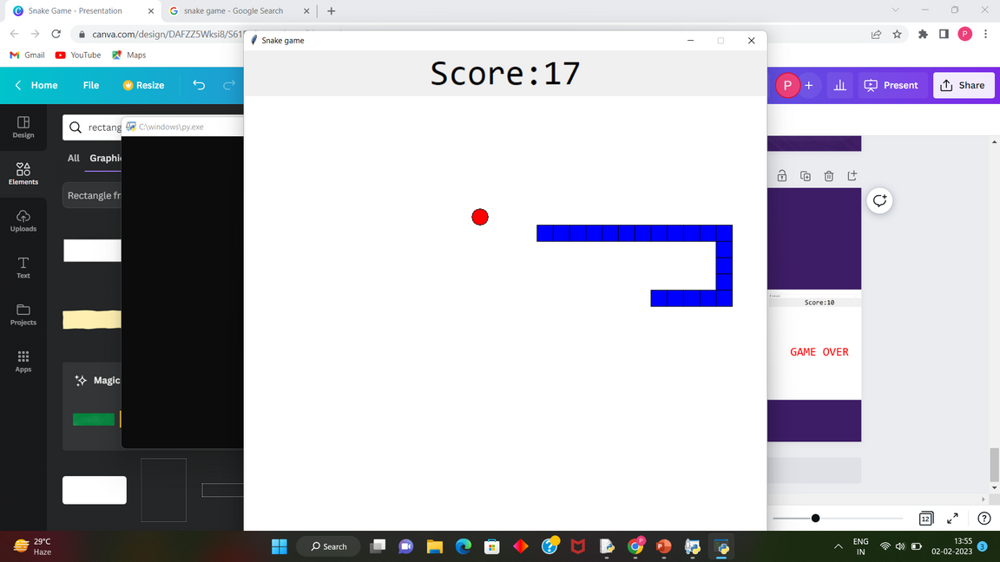 Snake Game - Presentation
snake game - Google Search
canva.com/design/DAFZZ5Wksi8/S61
Gmail YouTube Maps
Snake game
Score:17
Home File Resize
P Present Share
Design
Elements
Uploads
Text
Projects
Apps
rectang
C:\windows\py.exe
All Graphi
Rectangle fr
Magic
Score:10
GAME OVER
12
29°C
Haze
Search
ENG
IN
13:55
02-02-2023
3